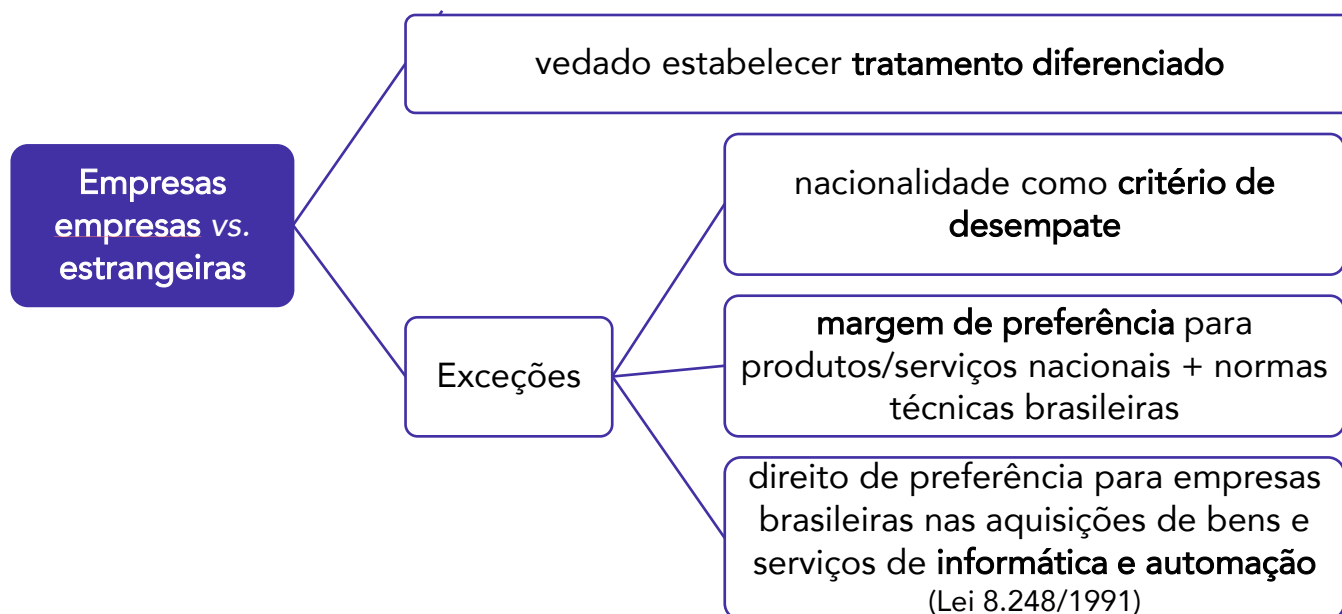 vedado estabelecer tratamento diferenciado
Empresas
empresas vs.
estrangeiras
nacionalidade como critério de
desempate
Exceções
margem de preferência para
produtos/serviços nacionais + normas
técnicas brasileiras
direito de preferência para empresas
brasileiras nas aquisições de bens e
serviços de informática e automação
(Lei 8.248/1991)